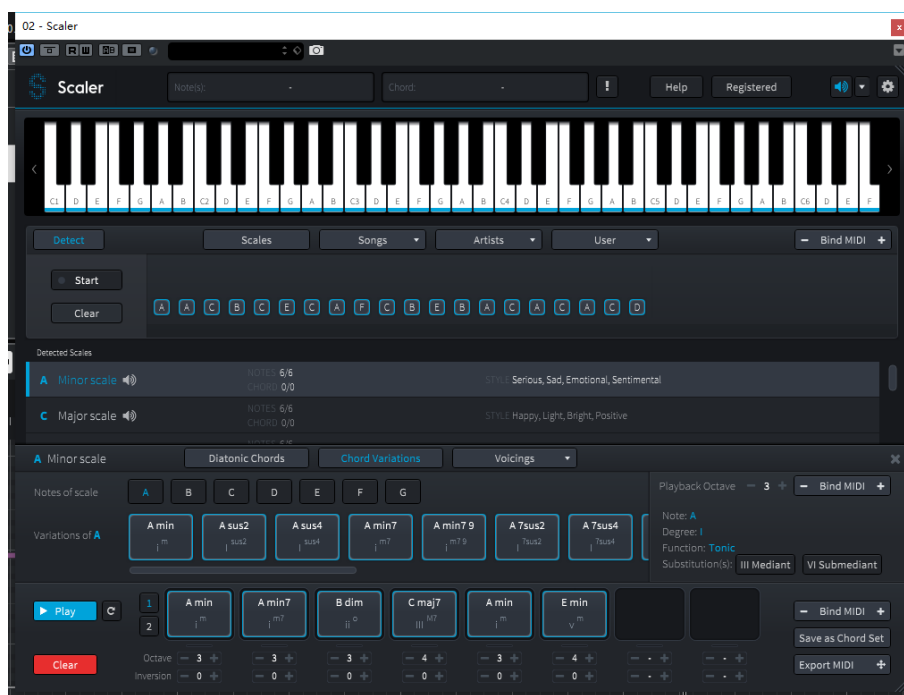 02 - Scaler
Scaler Note(s): - Chord: - ! Help Registered
C1 D E F G A B C2 D E F G A B C3 D E F G A B C4 D E F G A B C5 D E F G A B C6 D E F
Detect Scales Songs Artists User − Bind MIDI +
Start
Clear
A A C B C E C A F C B E B A C A C A C D
Detected Scales
A Minor scale NOTES 6/6 STYLE Serious, Sad, Emotional, Sentimental
CHORD 0/0
C Major scale NOTES 6/6 STYLE Happy, Light, Bright, Positive
CHORD 0/0
A Minor scale Diatonic Chords Chord Variations Voicings
Notes of scale A B C D E F G
Playback Octave − 3 + − Bind MIDI +
Variations of A
A min A sus2 A sus4 A min7 A min7 9 A 7sus2 A 7sus4
i m I sus2 I sus4 i m7 i m7 9 I 7sus2 I 7sus4
Note: A
Degree: i
Function: Tonic
Substitution(s): III Mediant VI Submediant
Play 1 2
A min A min7 B dim C maj7 A min E min
i m i m7 ii o III M7 i m v m
− Bind MIDI +
Save as Chord Set
Clear
Octave − 3 + − 3 + − 3 + − 4 + − 3 + − 4 + − - + − - +
Inversion − 0 + − 0 + − 0 + − 0 + − 0 + − 0 + − - + − - +
Export MIDI